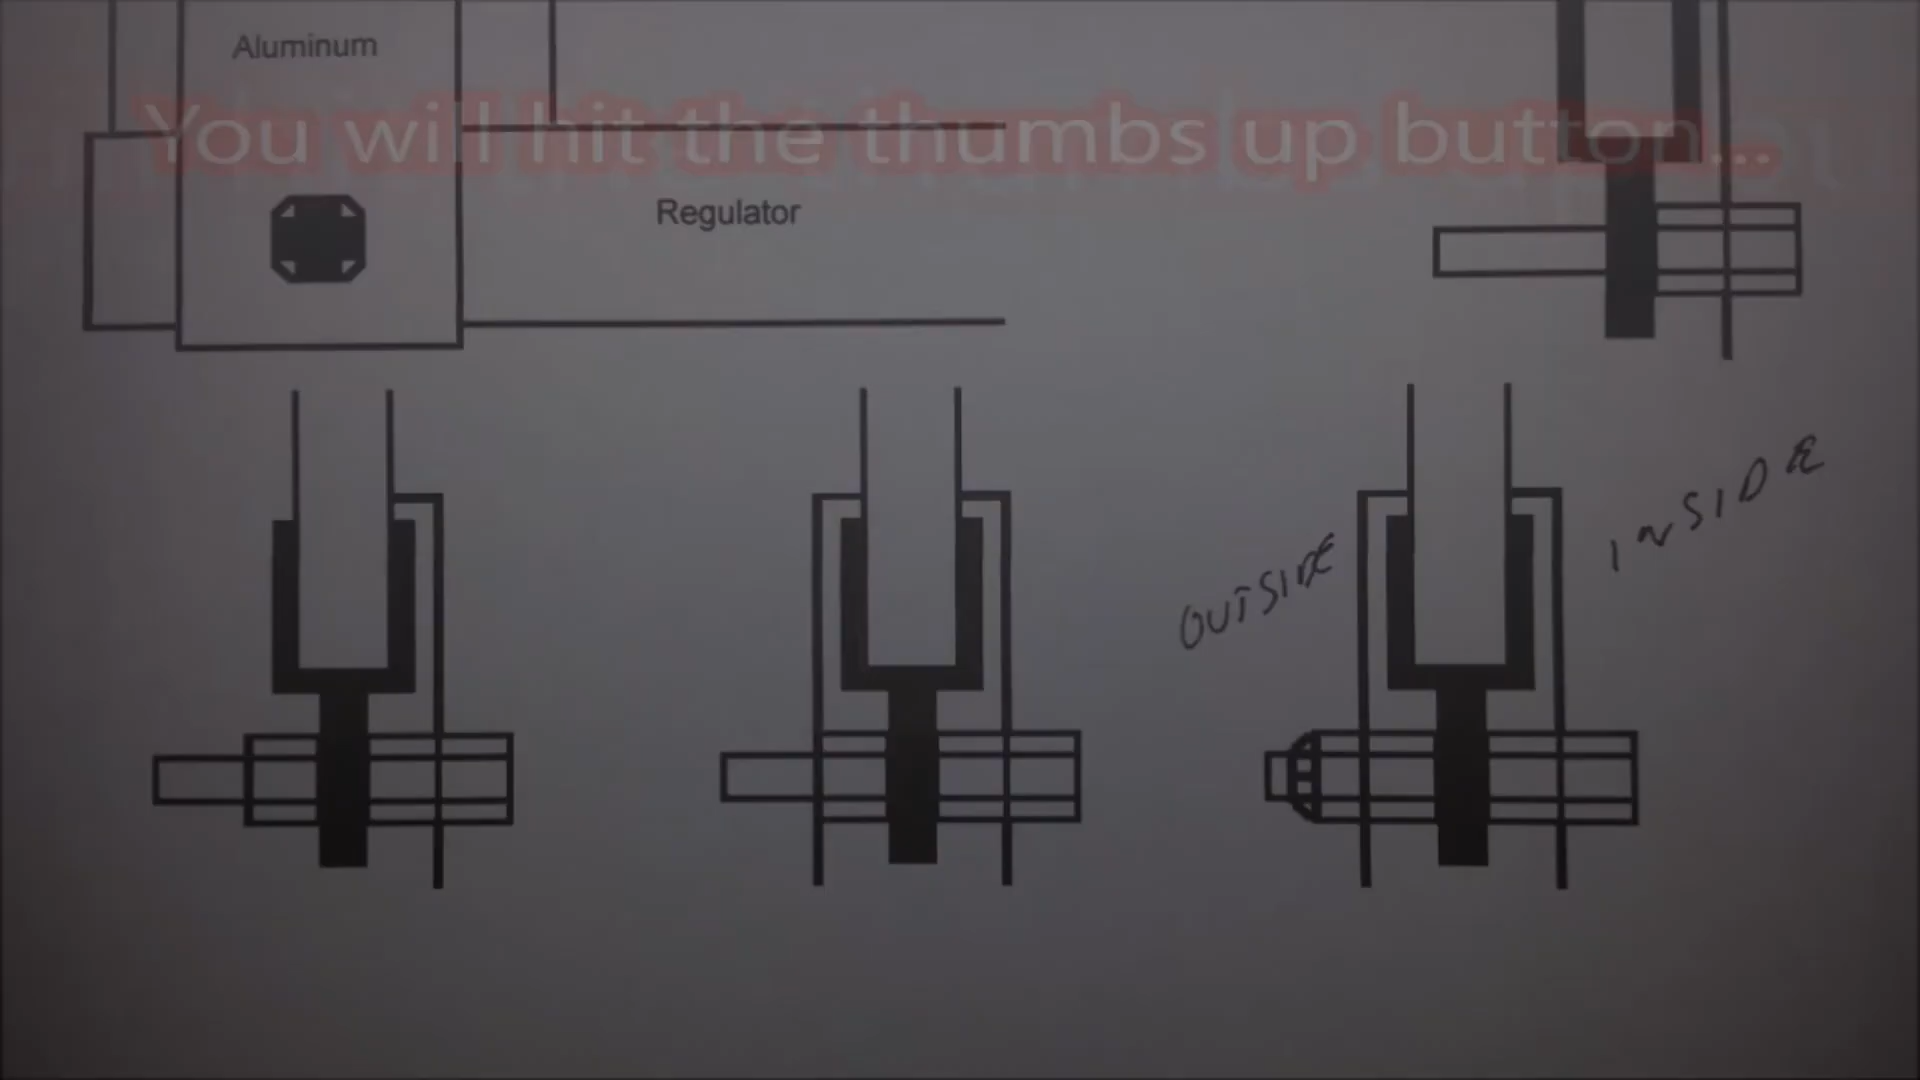 Aluminum
You will hit the thumbs up button...
Regulator
INSIDE
OUTSIDE